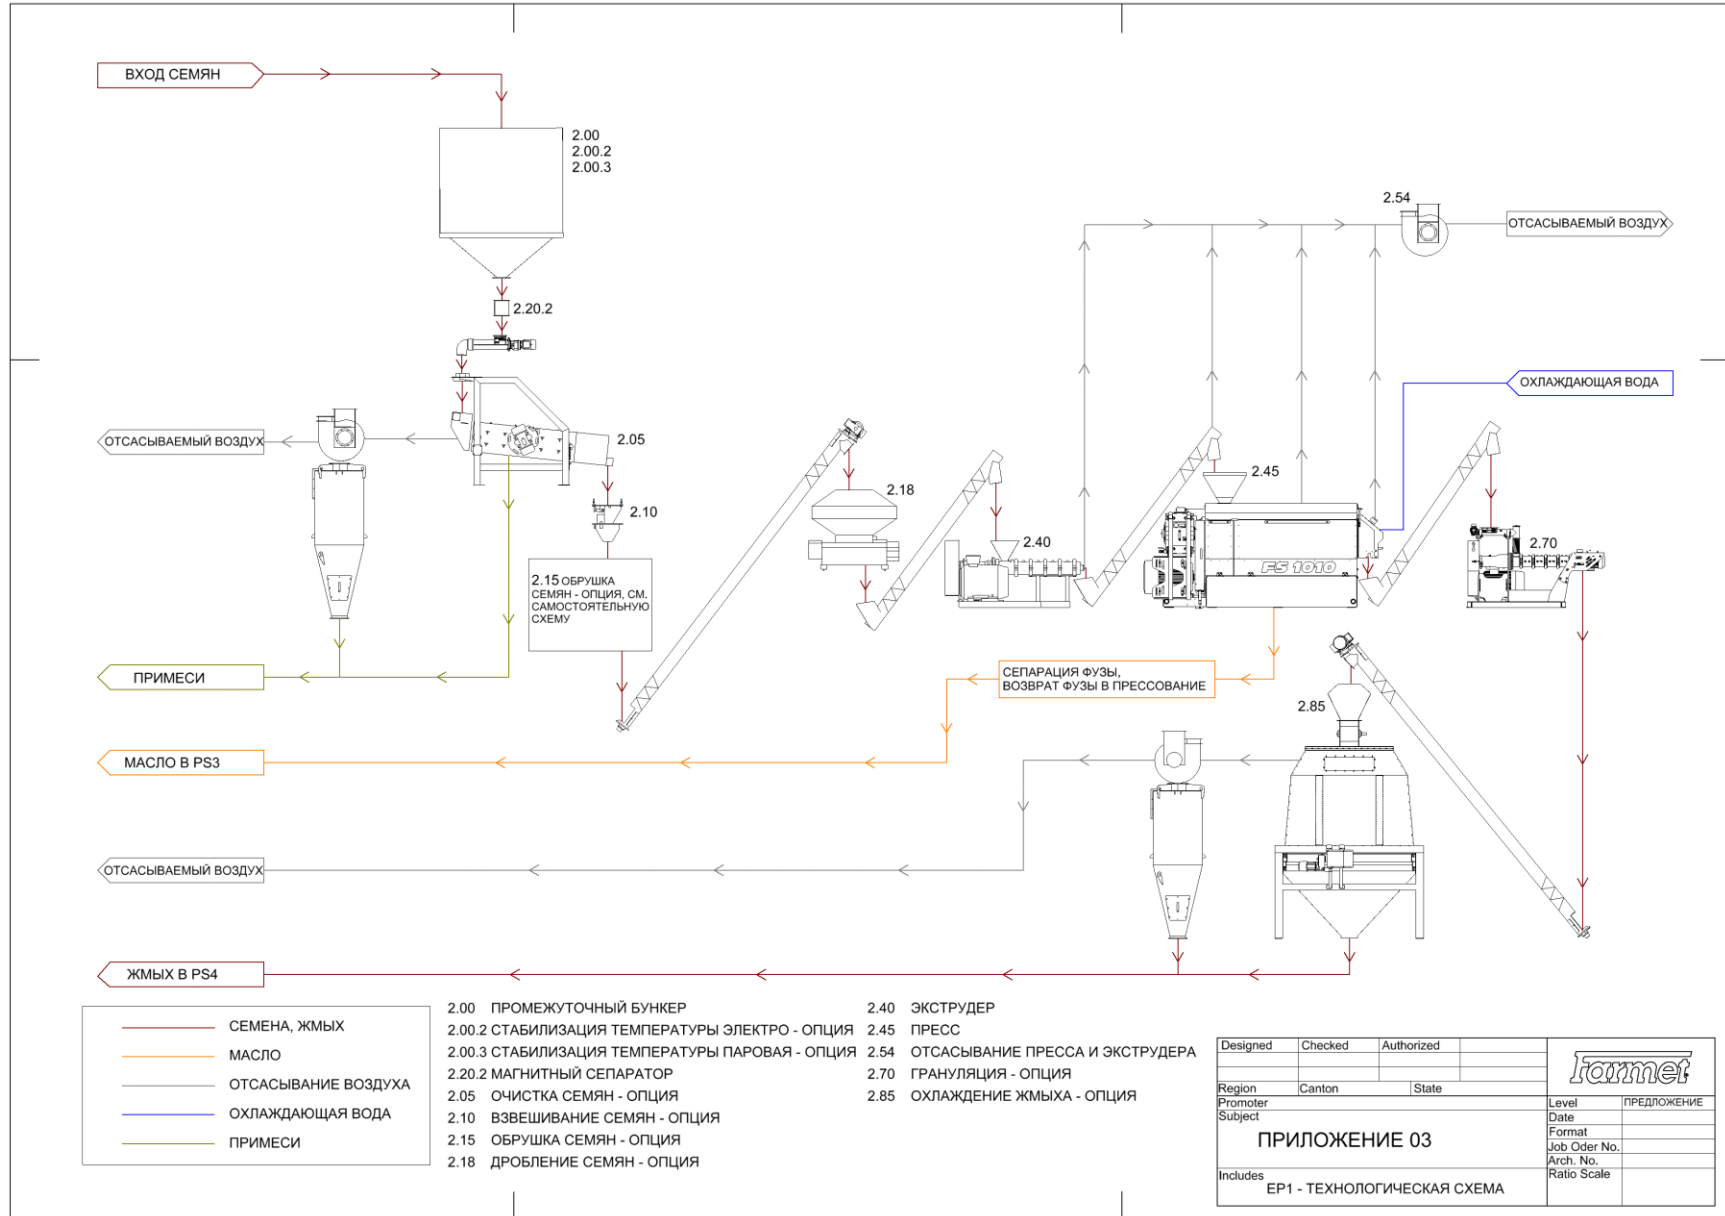 ВХОД СЕМЯН
2.00
2.00.2
2.00.3
2.54
ОТСАСЫВАЕМЫЙ ВОЗДУХ
2.20.2
ОХЛАЖДАЮЩАЯ ВОДА
ОТСАСЫВАЕМЫЙ ВОЗДУХ
2.05
2.45
2.18
2.10
2.40
2.70
FS 1010
2.15 ОБРУШКА
СЕМЯН - ОПЦИЯ, СМ.
САМОСТОЯТЕЛЬНУЮ
СХЕМУ
ПРИМЕСИ
СЕПАРАЦИЯ ФУЗЫ,
ВОЗВРАТ ФУЗЫ В ПРЕССОВАНИЕ
2.85
МАСЛО В PS3
ОТСАСЫВАЕМЫЙ ВОЗДУХ
ЖМЫХ В PS4
СЕМЕНА, ЖМЫХ
МАСЛО
ОТСАСЫВАНИЕ ВОЗДУХА
ОХЛАЖДАЮЩАЯ ВОДА
ПРИМЕСИ
2.00 ПРОМЕЖУТОЧНЫЙ БУНКЕР
2.00.2 СТАБИЛИЗАЦИЯ ТЕМПЕРАТУРЫ ЭЛЕКТРО - ОПЦИЯ
2.00.3 СТАБИЛИЗАЦИЯ ТЕМПЕРАТУРЫ ПАРОВАЯ - ОПЦИЯ
2.20.2 МАГНИТНЫЙ СЕПАРАТОР
2.05 ОЧИСТКА СЕМЯН - ОПЦИЯ
2.10 ВЗВЕШИВАНИЕ СЕМЯН - ОПЦИЯ
2.15 ОБРУШКА СЕМЯН - ОПЦИЯ
2.18 ДРОБЛЕНИЕ СЕМЯН - ОПЦИЯ
2.40 ЭКСТРУДЕР
2.45 ПРЕСС
2.54 ОТСАСЫВАНИЕ ПРЕССА И ЭКСТРУДЕРА
2.70 ГРАНУЛЯЦИЯ - ОПЦИЯ
2.85 ОХЛАЖДЕНИЕ ЖМЫХА - ОПЦИЯ
Designed Checked Authorized
Farmet
Region Canton State
Promoter
Subject
ПРИЛОЖЕНИЕ 03
Includes
EP1 - ТЕХНОЛОГИЧЕСКАЯ СХЕМА
Level ПРЕДЛОЖЕНИЕ
Date
Format
Job Oder No.
Arch. No.
Ratio Scale